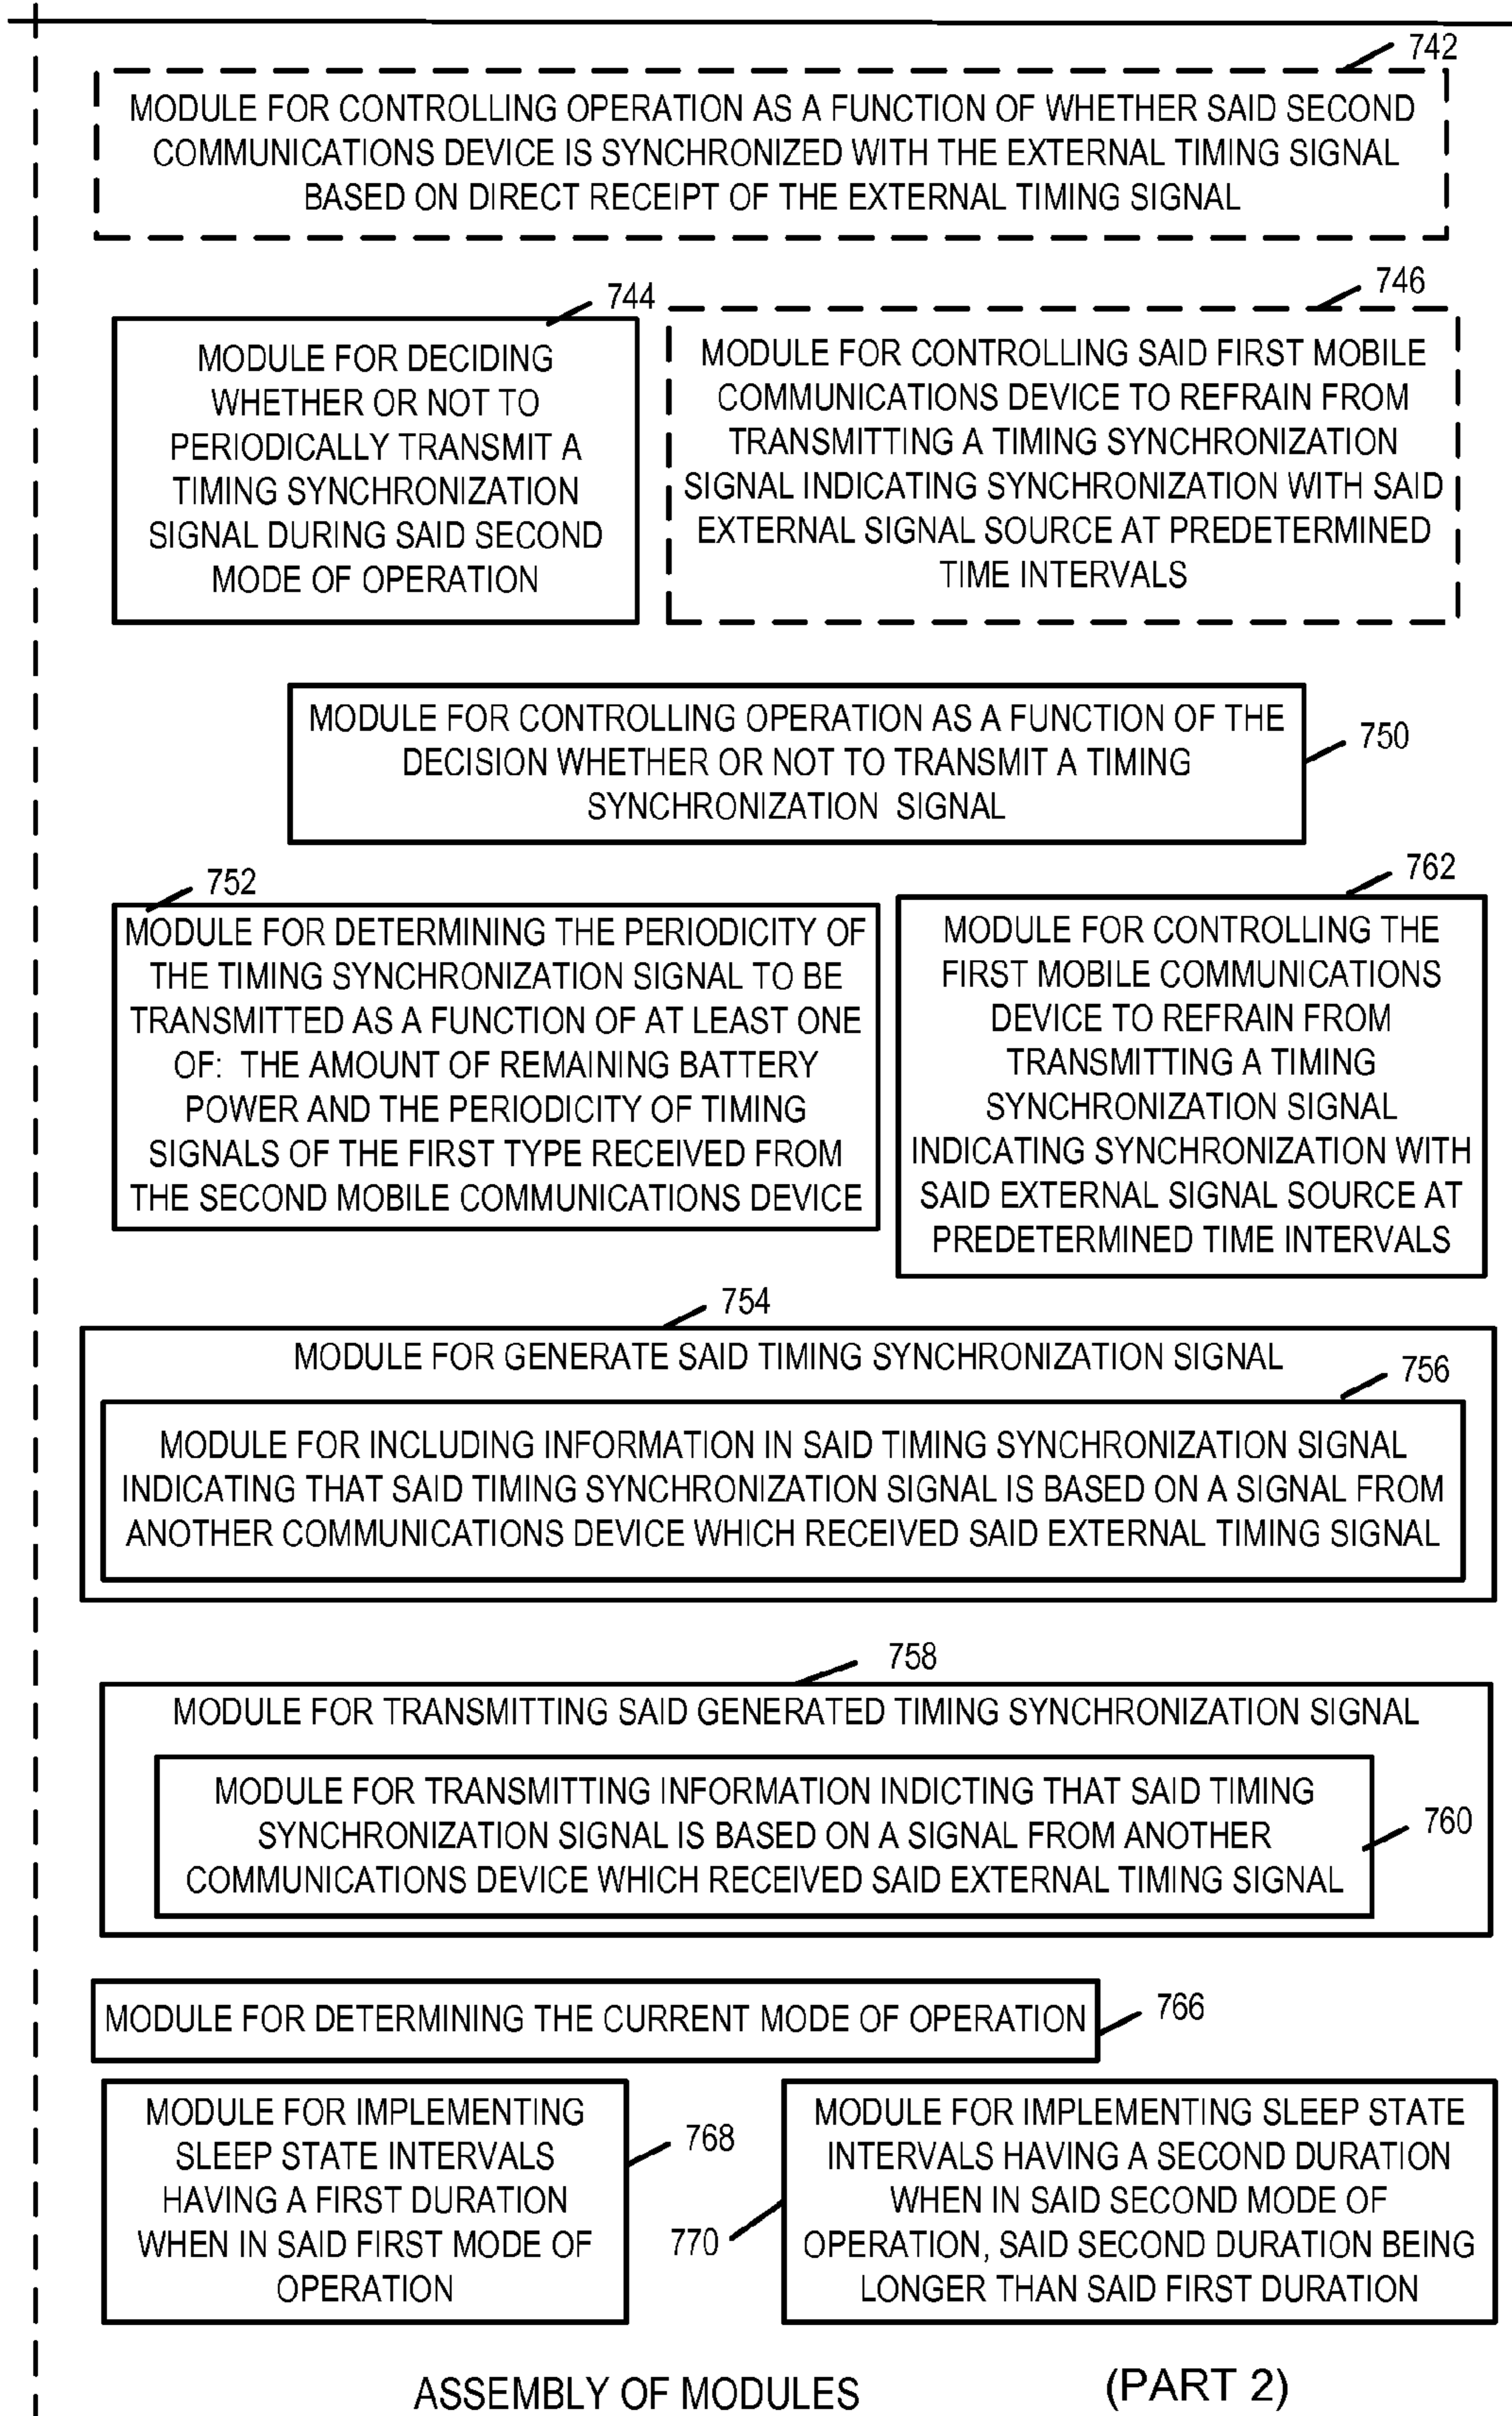 742
MODULE FOR CONTROLLING OPERATION AS A FUNCTION OF WHETHER SAID SECOND
COMMUNICATIONS DEVICE IS SYNCHRONIZED WITH THE EXTERNAL TIMING SIGNAL
BASED ON DIRECT RECEIPT OF THE EXTERNAL TIMING SIGNAL
744
MODULE FOR DECIDING
WHETHER OR NOT TO
PERIODICALLY TRANSMIT A
TIMING SYNCHRONIZATION
SIGNAL DURING SAID SECOND
MODE OF OPERATION
746
MODULE FOR CONTROLLING SAID FIRST MOBILE
COMMUNICATIONS DEVICE TO REFRAIN FROM
TRANSMITTING A TIMING SYNCHRONIZATION
SIGNAL INDICATING SYNCHRONIZATION WITH SAID
EXTERNAL SIGNAL SOURCE AT PREDETERMINED
TIME INTERVALS
MODULE FOR CONTROLLING OPERATION AS A FUNCTION OF THE
DECISION WHETHER OR NOT TO TRANSMIT A TIMING
SYNCHRONIZATION SIGNAL
750
752
MODULE FOR DETERMINING THE PERIODICITY OF
THE TIMING SYNCHRONIZATION SIGNAL TO BE
TRANSMITTED AS A FUNCTION OF AT LEAST ONE
OF: THE AMOUNT OF REMAINING BATTERY
POWER AND THE PERIODICITY OF TIMING
SIGNALS OF THE FIRST TYPE RECEIVED FROM
THE SECOND MOBILE COMMUNICATIONS DEVICE
762
MODULE FOR CONTROLLING THE
FIRST MOBILE COMMUNICATIONS
DEVICE TO REFRAIN FROM
TRANSMITTING A TIMING
SYNCHRONIZATION SIGNAL
INDICATING SYNCHRONIZATION WITH
SAID EXTERNAL SIGNAL SOURCE AT
PREDETERMINED TIME INTERVALS
754
MODULE FOR GENERATE SAID TIMING SYNCHRONIZATION SIGNAL
756
MODULE FOR INCLUDING INFORMATION IN SAID TIMING SYNCHRONIZATION SIGNAL
INDICATING THAT SAID TIMING SYNCHRONIZATION SIGNAL IS BASED ON A SIGNAL FROM
ANOTHER COMMUNICATIONS DEVICE WHICH RECEIVED SAID EXTERNAL TIMING SIGNAL
758
MODULE FOR TRANSMITTING SAID GENERATED TIMING SYNCHRONIZATION SIGNAL
MODULE FOR TRANSMITTING INFORMATION INDICTING THAT SAID TIMING
SYNCHRONIZATION SIGNAL IS BASED ON A SIGNAL FROM ANOTHER
COMMUNICATIONS DEVICE WHICH RECEIVED SAID EXTERNAL TIMING SIGNAL
760
MODULE FOR DETERMINING THE CURRENT MODE OF OPERATION
766
MODULE FOR IMPLEMENTING
SLEEP STATE INTERVALS
HAVING A FIRST DURATION
WHEN IN SAID FIRST MODE OF
OPERATION
768
770
MODULE FOR IMPLEMENTING SLEEP STATE
INTERVALS HAVING A SECOND DURATION
WHEN IN SAID SECOND MODE OF
OPERATION, SAID SECOND DURATION BEING
LONGER THAN SAID FIRST DURATION
ASSEMBLY OF MODULES
(PART 2)